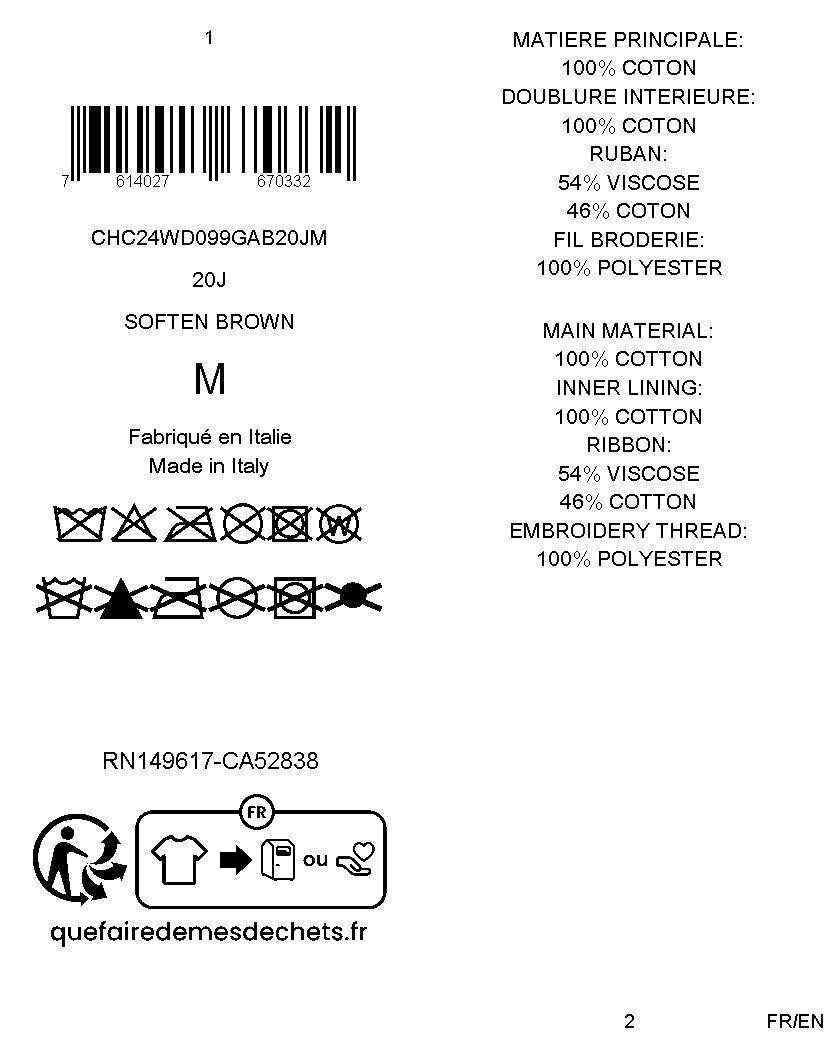 1
7 614027 670332
CHC24WD099GAB20JM
20J
SOFTEN BROWN
M
Fabriqué en Italie
Made in Italy
W
RN149617-CA52838
FR
ou
quefairedemesdechets.fr
MATIERE PRINCIPALE:
100% COTON
DOUBLURE INTERIEURE:
100% COTON
RUBAN:
54% VISCOSE
46% COTON
FIL BRODERIE:
100% POLYESTER
MAIN MATERIAL:
100% COTTON
INNER LINING:
100% COTTON
RIBBON:
54% VISCOSE
46% COTTON
EMBROIDERY THREAD:
100% POLYESTER
2
FR/EN